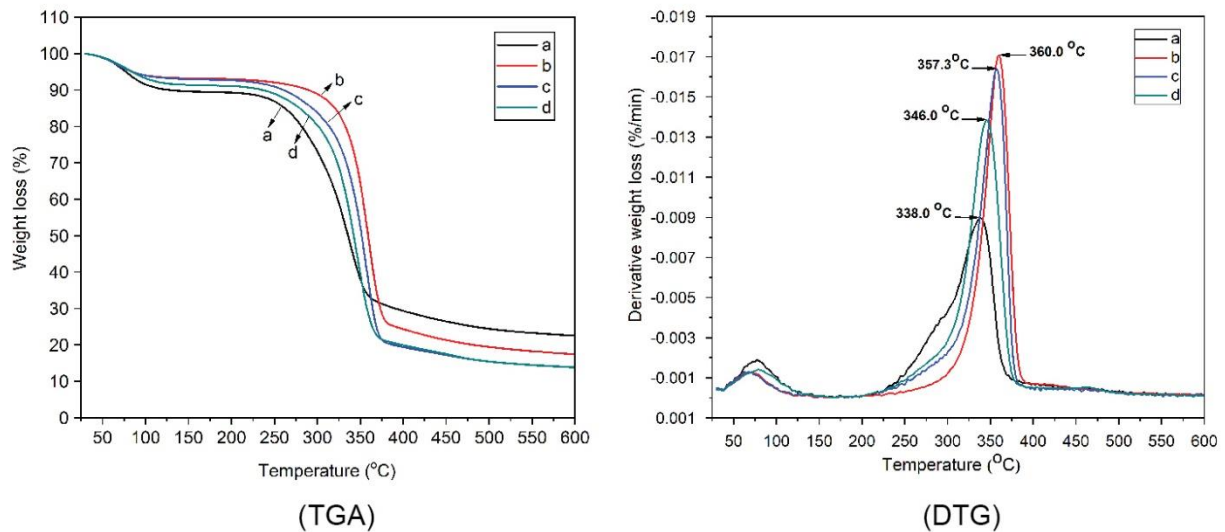 110
100
90
80
70
60
50
40
30
20
10
0
Weight loss (%)
50 100 150 200 250 300 350 400 450 500 550 600
Temperature (°C)
a
b
c
d
b
c
a
d
(TGA)
-0.019
-0.017
-0.016
-0.013
-0.011
-0.009
-0.007
-0.005
-0.003
-0.001
0.001
Derivative weight loss (%/min)
50 100 150 200 250 300 350 400 450 500 550 600
Temperature (°C)
a
b
c
d
360.0 °C
357.3°C
346.0 °C
338.0 °C
(DTG)